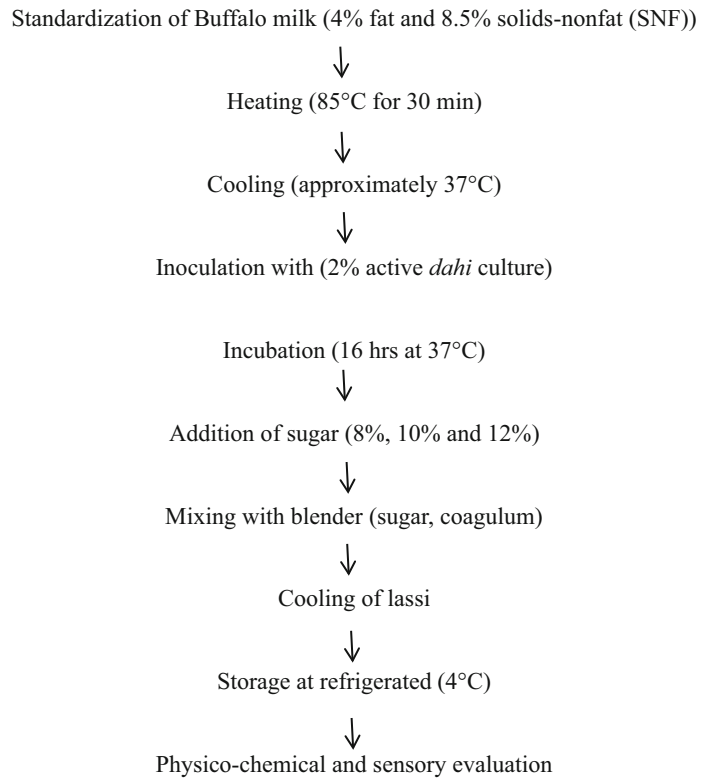 Standardization of Buffalo milk (4% fat and 8.5% solids-nonfat (SNF))
Heating (85°C for 30 min)
Cooling (approximately 37°C)
Inoculation with (2% active dahi culture)
Incubation (16 hrs at 37°C)
Addition of sugar (8%, 10% and 12%)
Mixing with blender (sugar, coagulum)
Cooling of lassi
Storage at refrigerated (4°C)
Physico-chemical and sensory evaluation